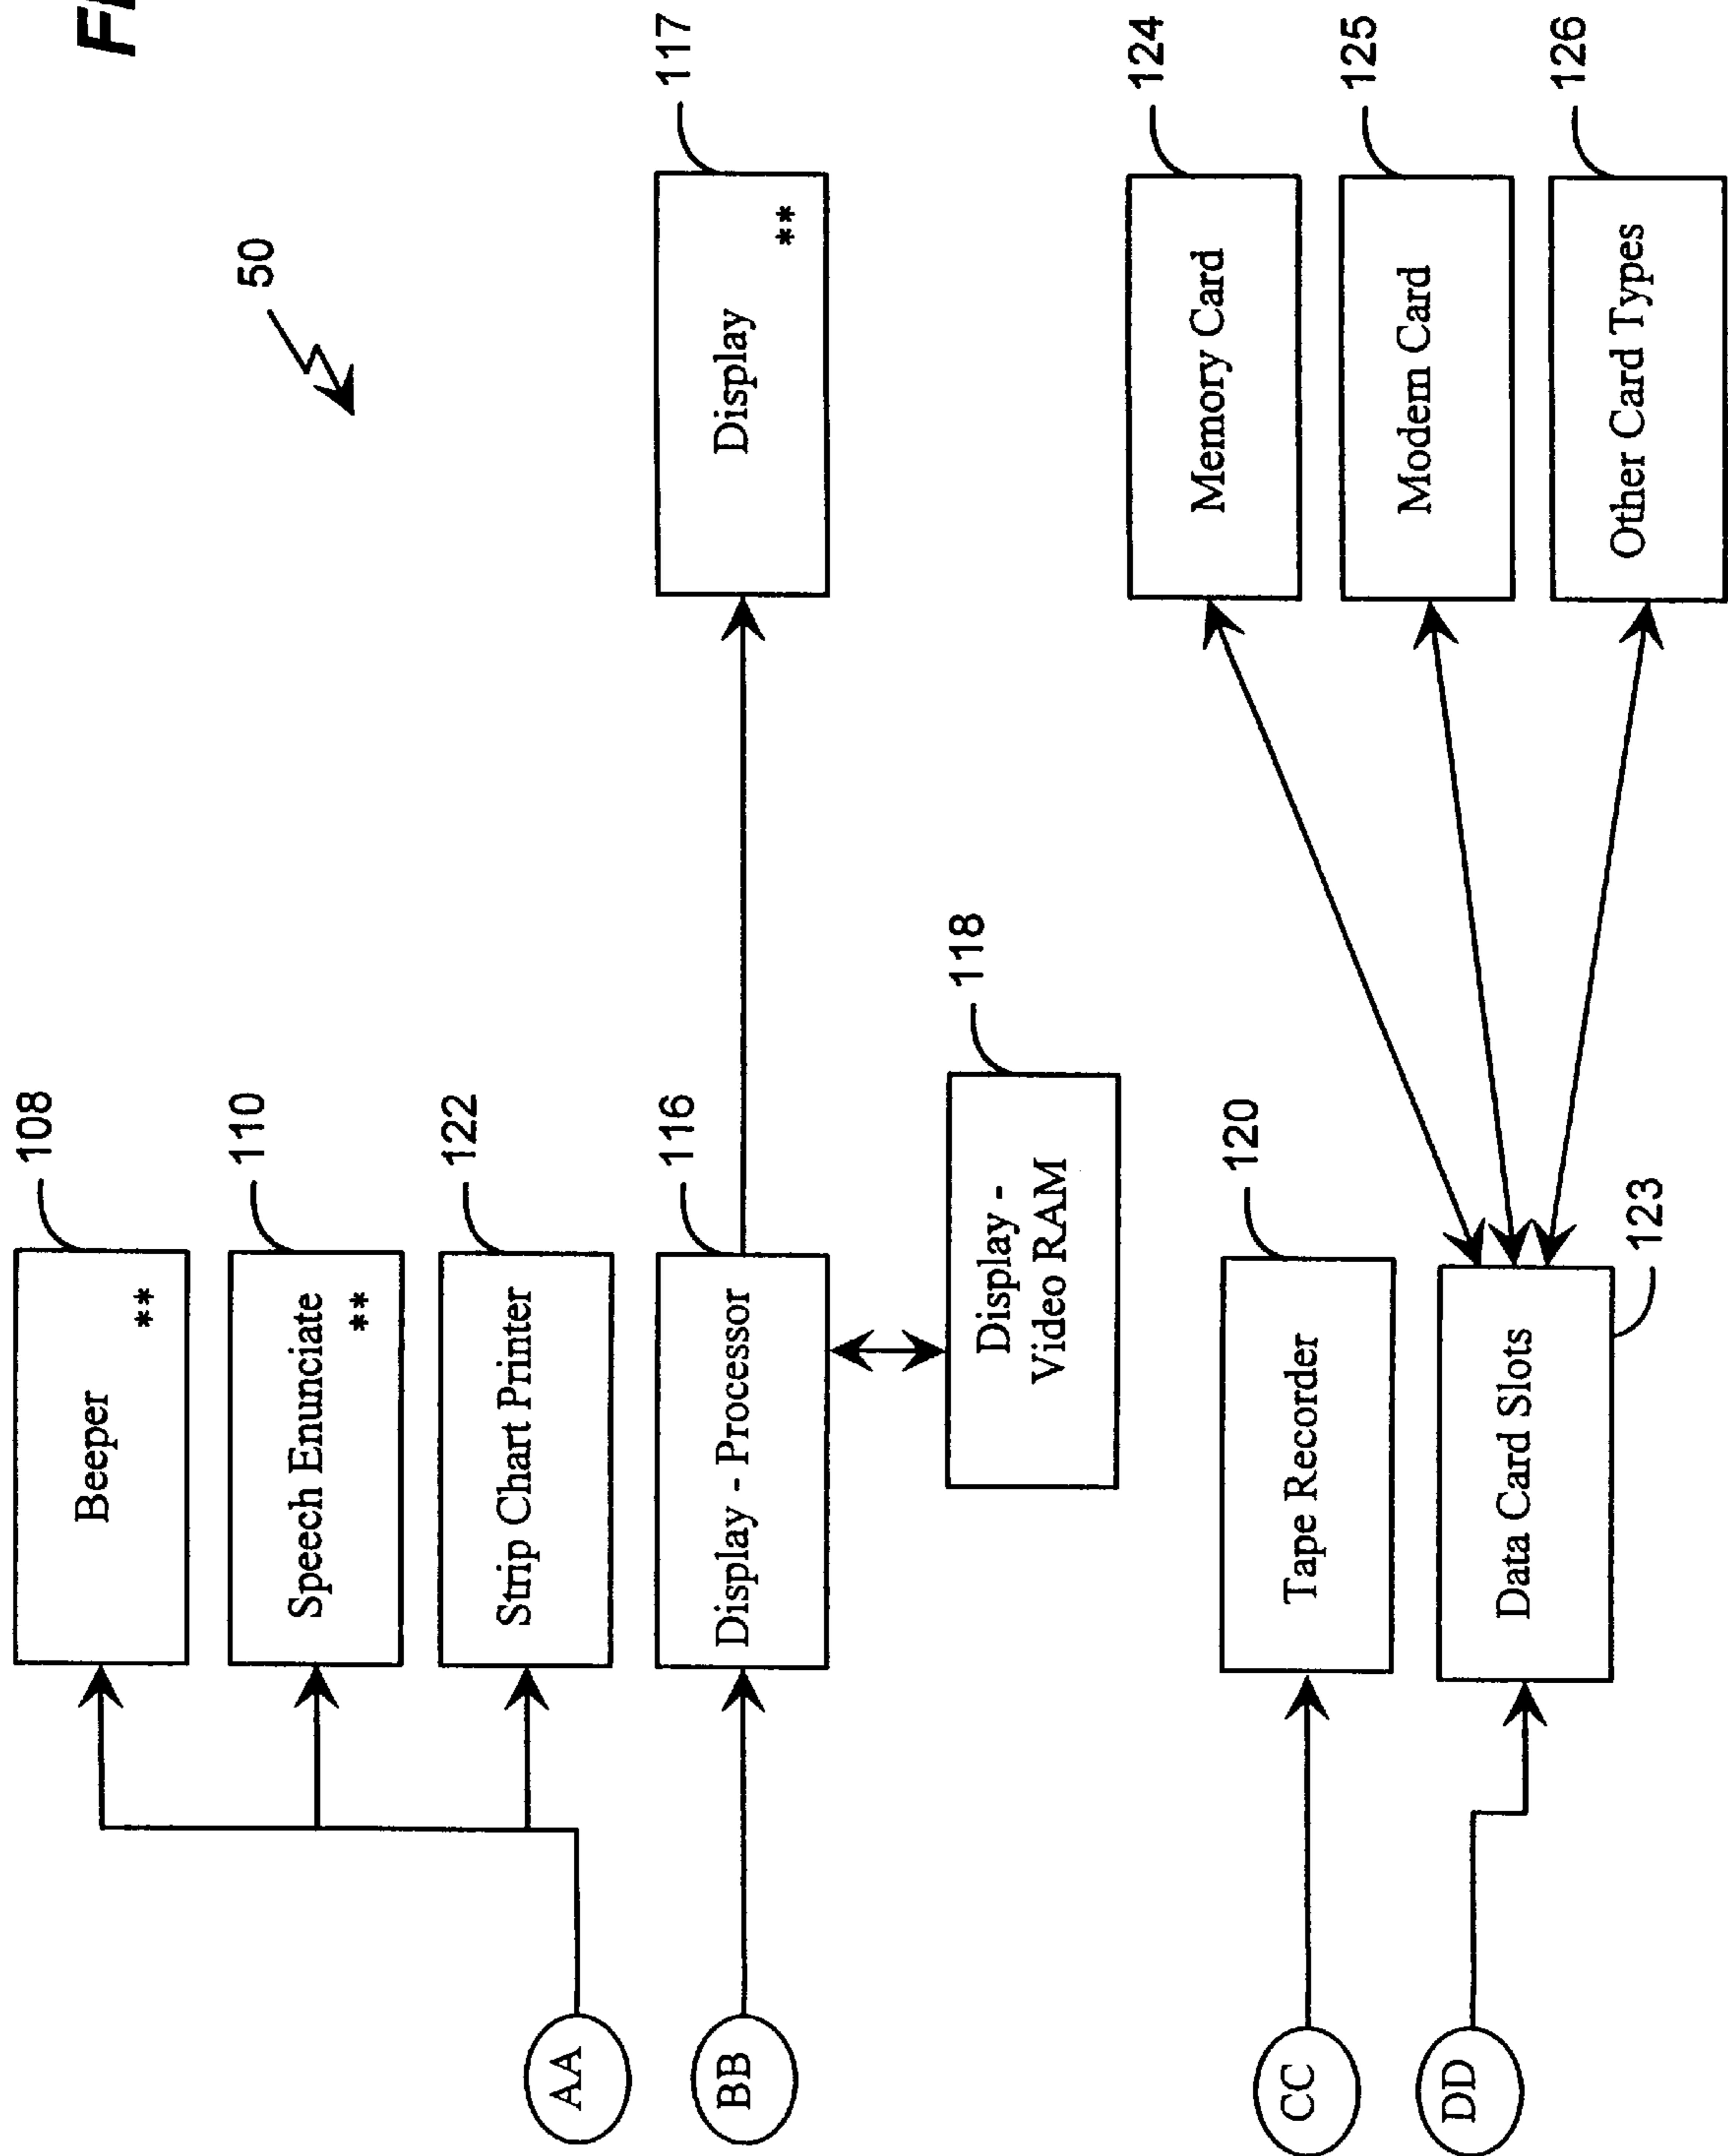 50
AA
Beeper
**
108
Speech Enunciate
**
110
Strip Chart Printer
122
BB
Display - Processor
116
Display
**
117
Display -
Video RAM
118
CC
Tape Recorder
120
DD
Data Card Slots
123
Memory Card
124
Modem Card
125
Other Card Types
126